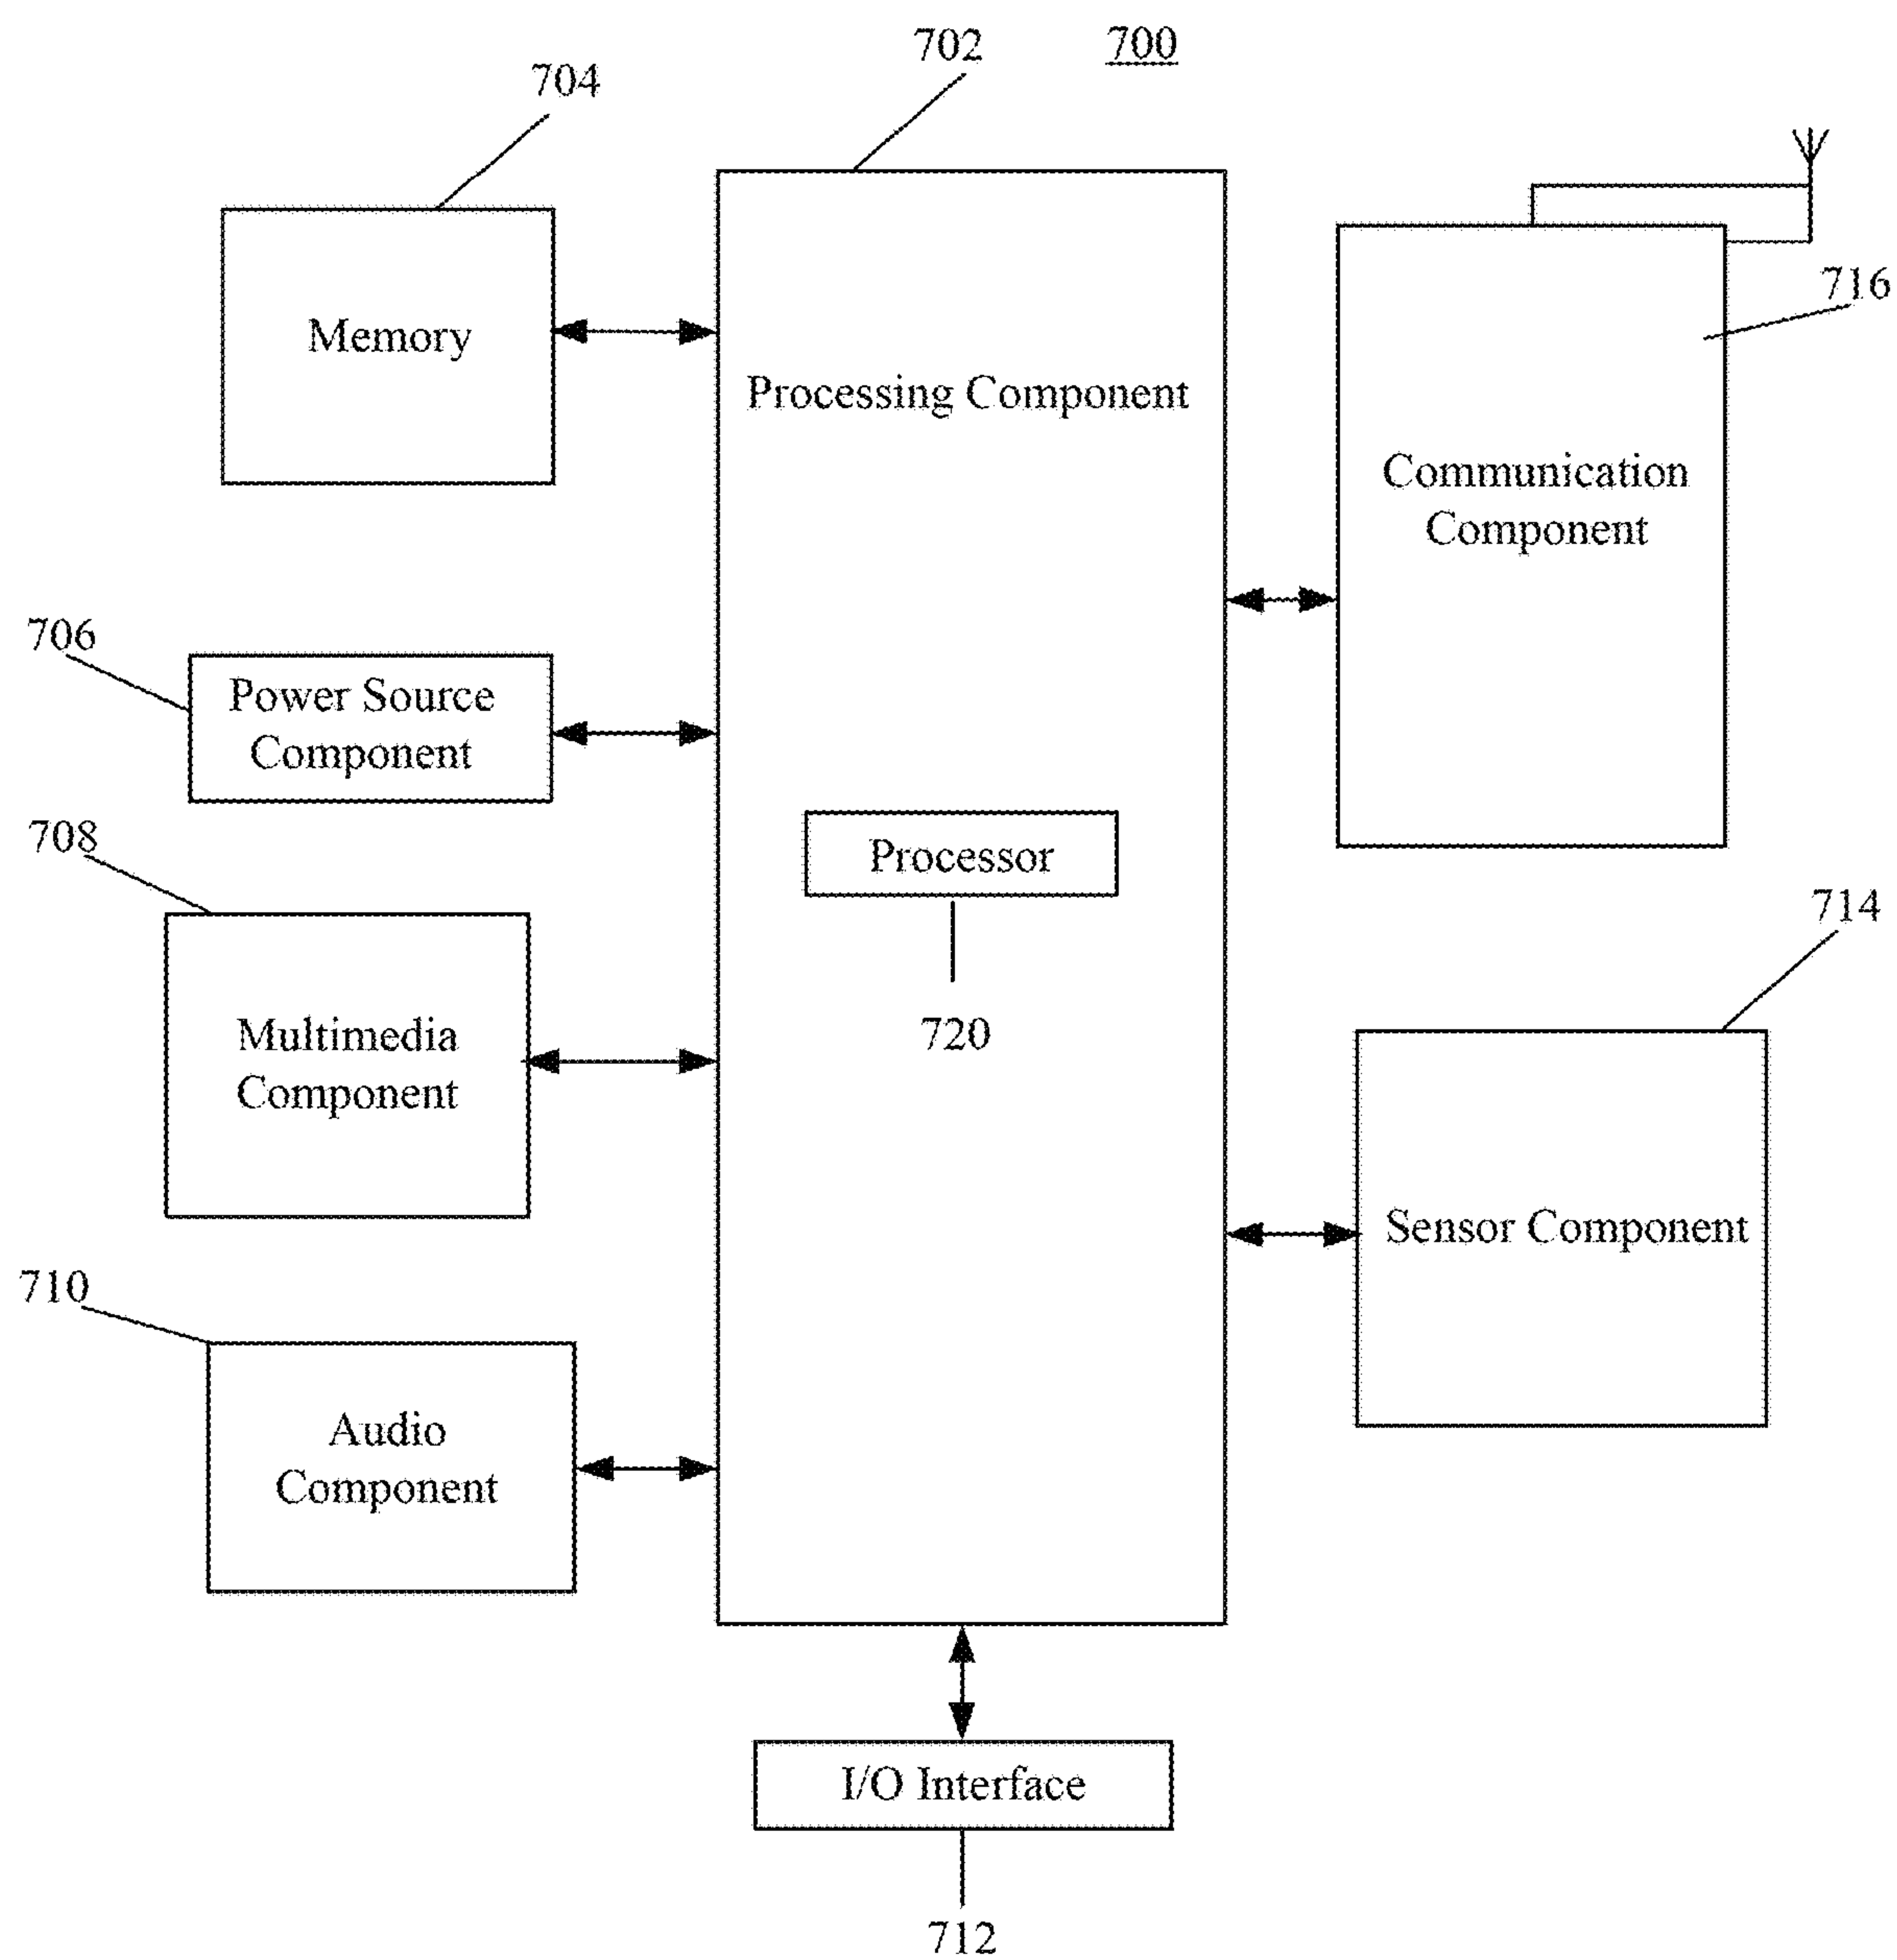 702
700
704
716
Memory
Processing Component
Communication
Component
706
Power Source
Component
708
Processor
714
720
Multimedia
Component
Sensor Component
710
Audio
Component
I/O Interface
712